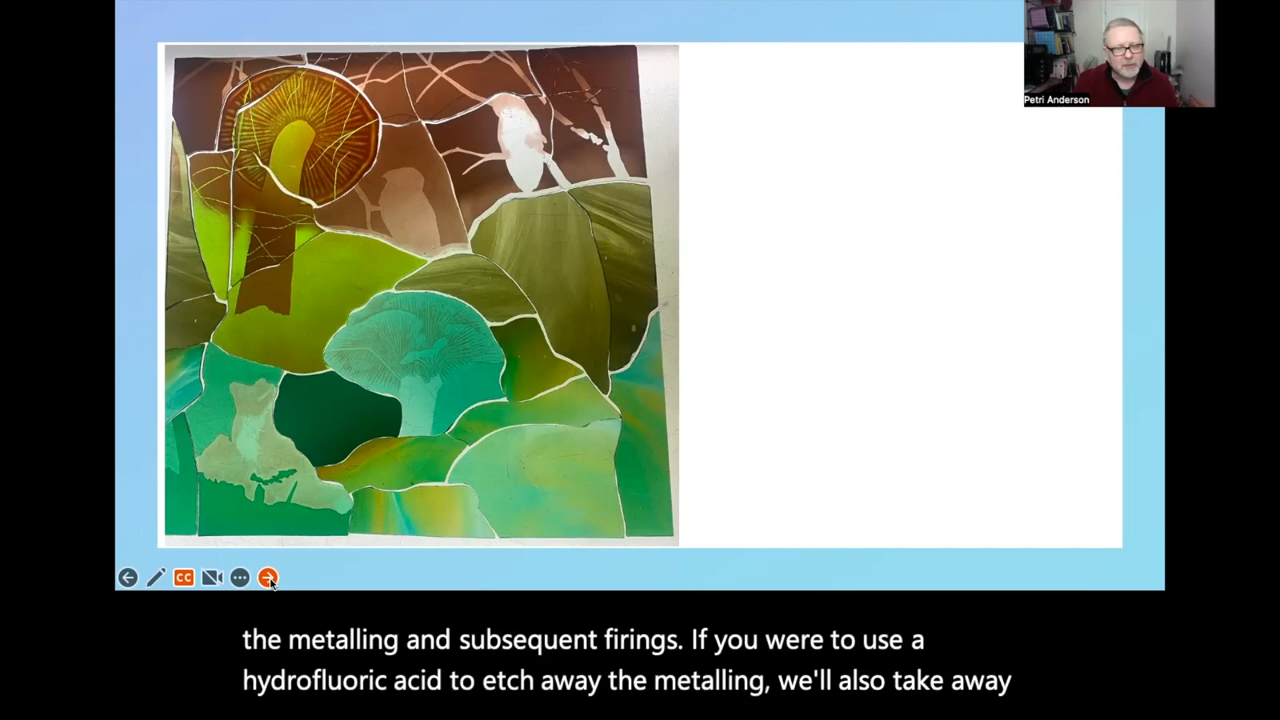 Petri Anderson
CC
the metalling and subsequent firings. If you were to use a
hydrofluoric acid to etch away the metalling, we'll also take away